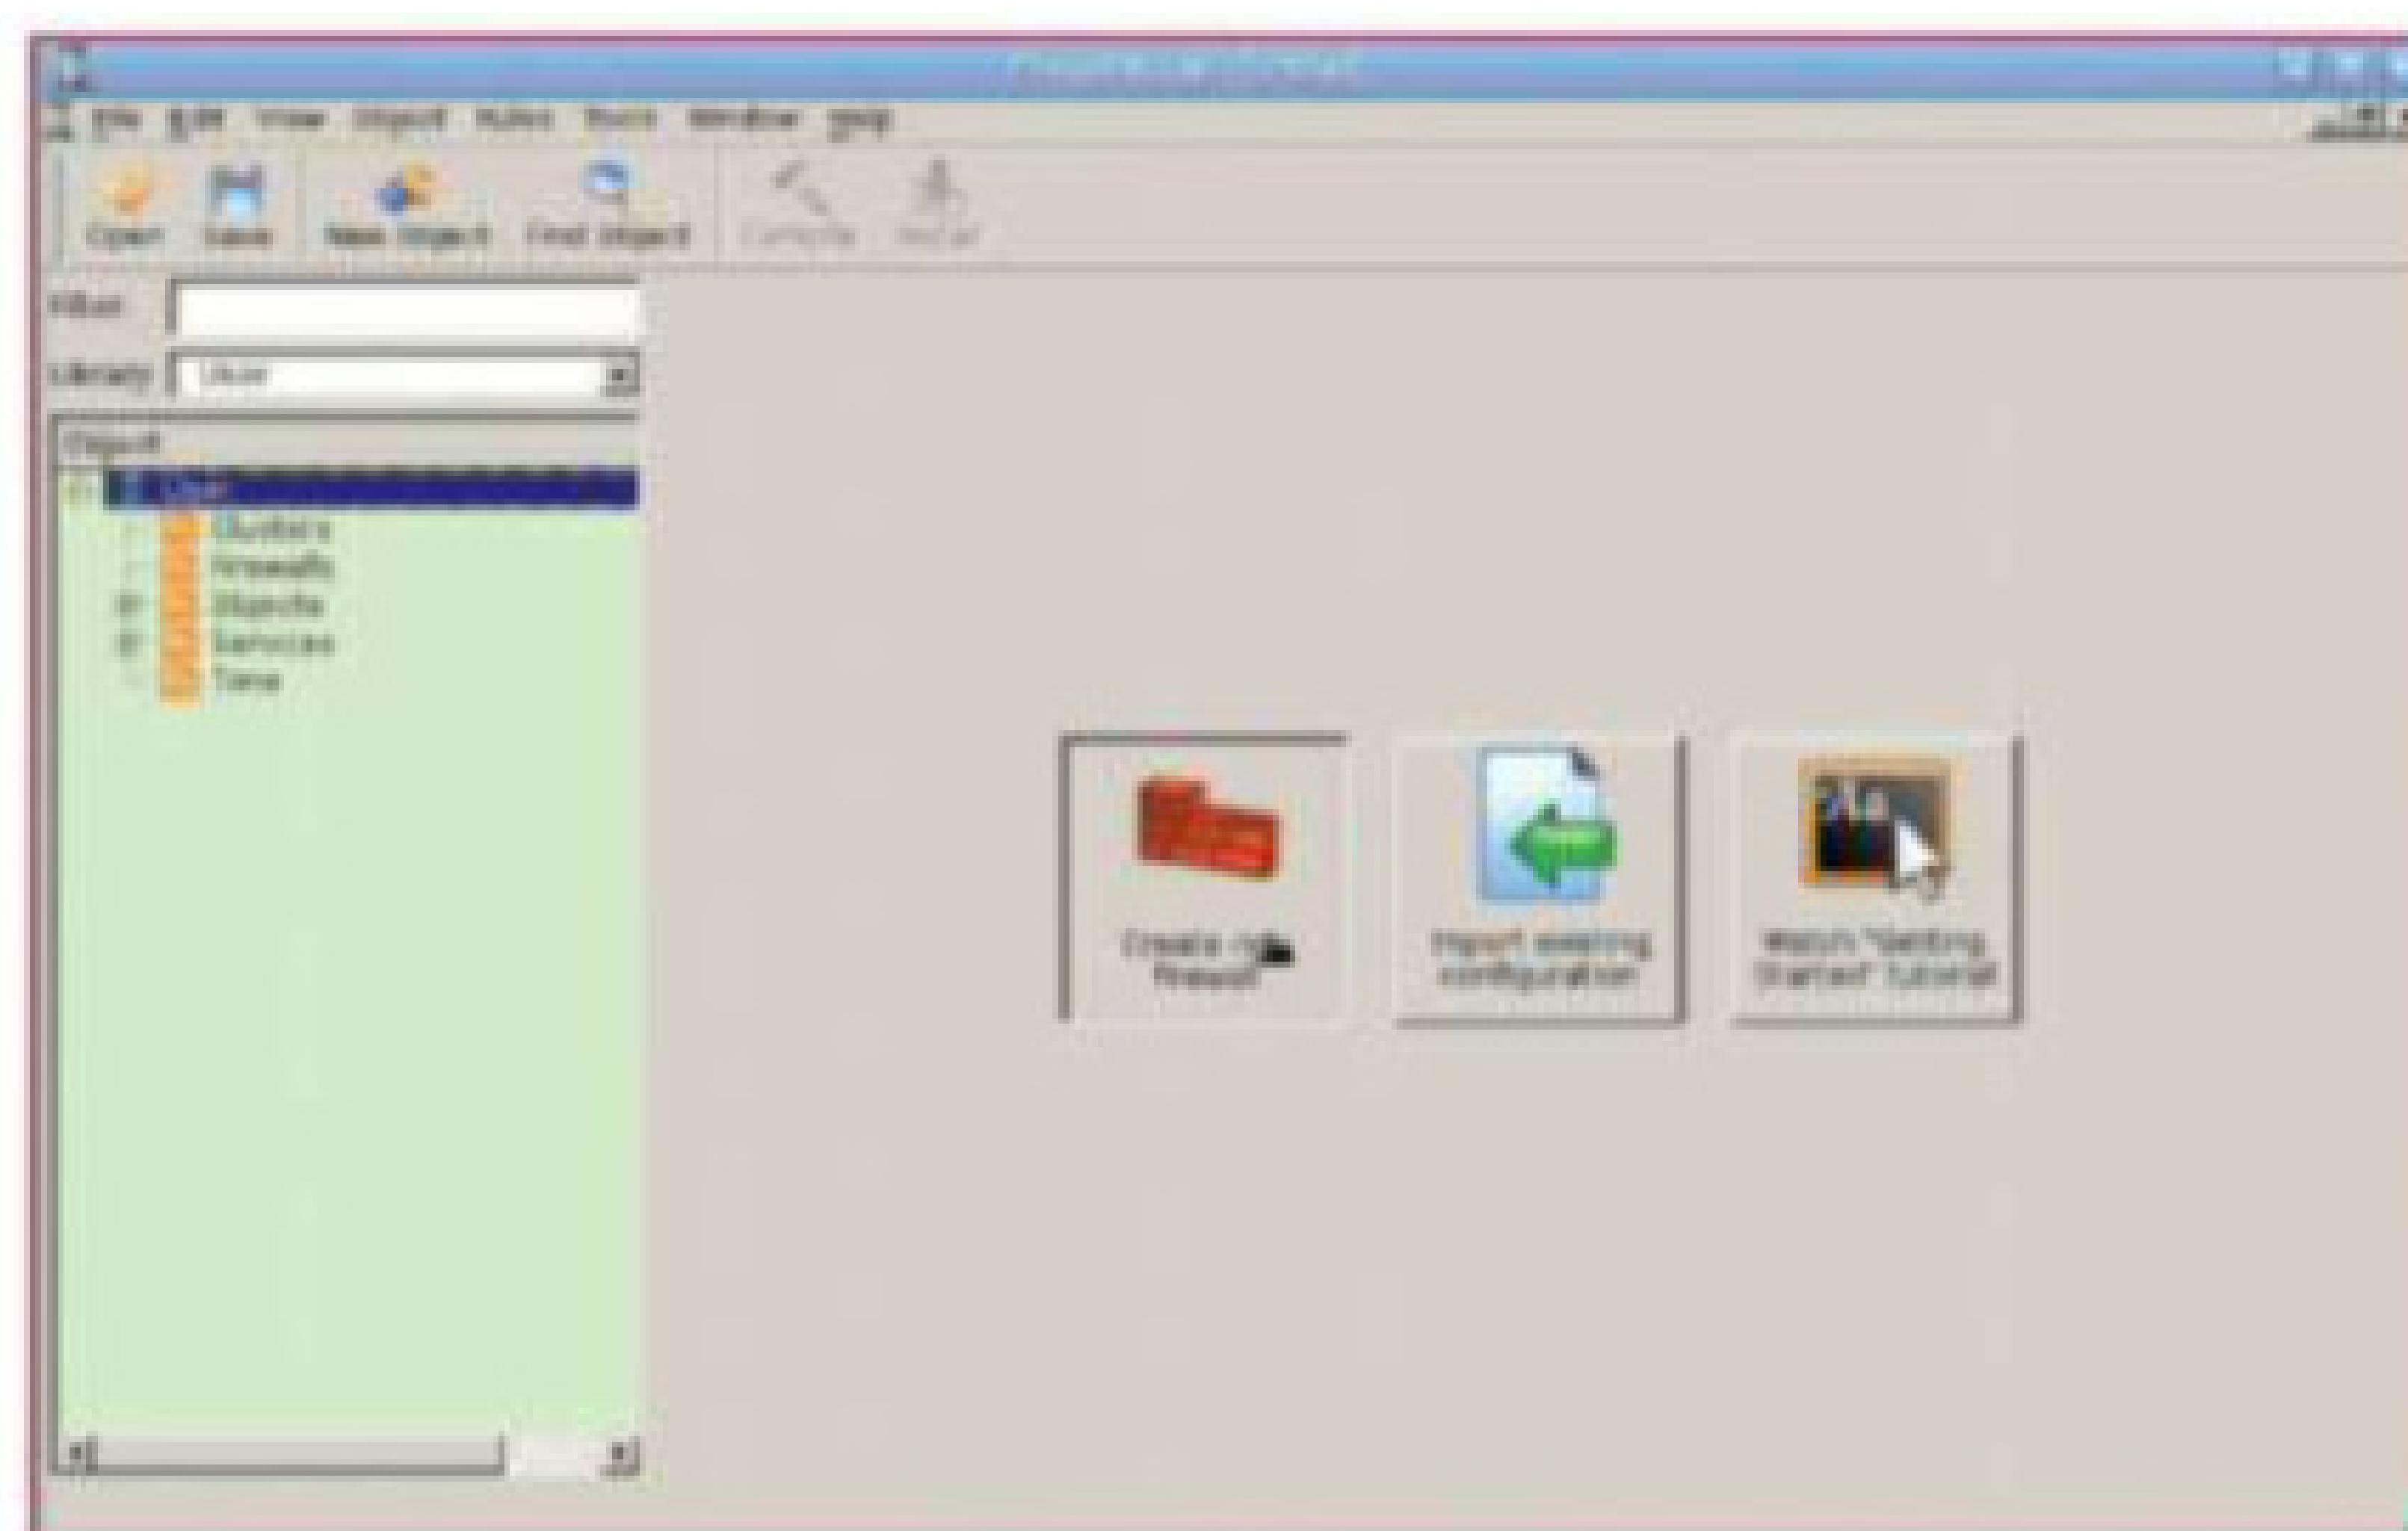 File Edit View Object Rules Tools Window Help
Open Save New Object Find Object Compile Install
Filter
Library User
Object
User
Clusters
Firewalls
Objects
Services
Time
Create new
firewall
Import existing
configuration
Watch "Getting
Started" tutorial